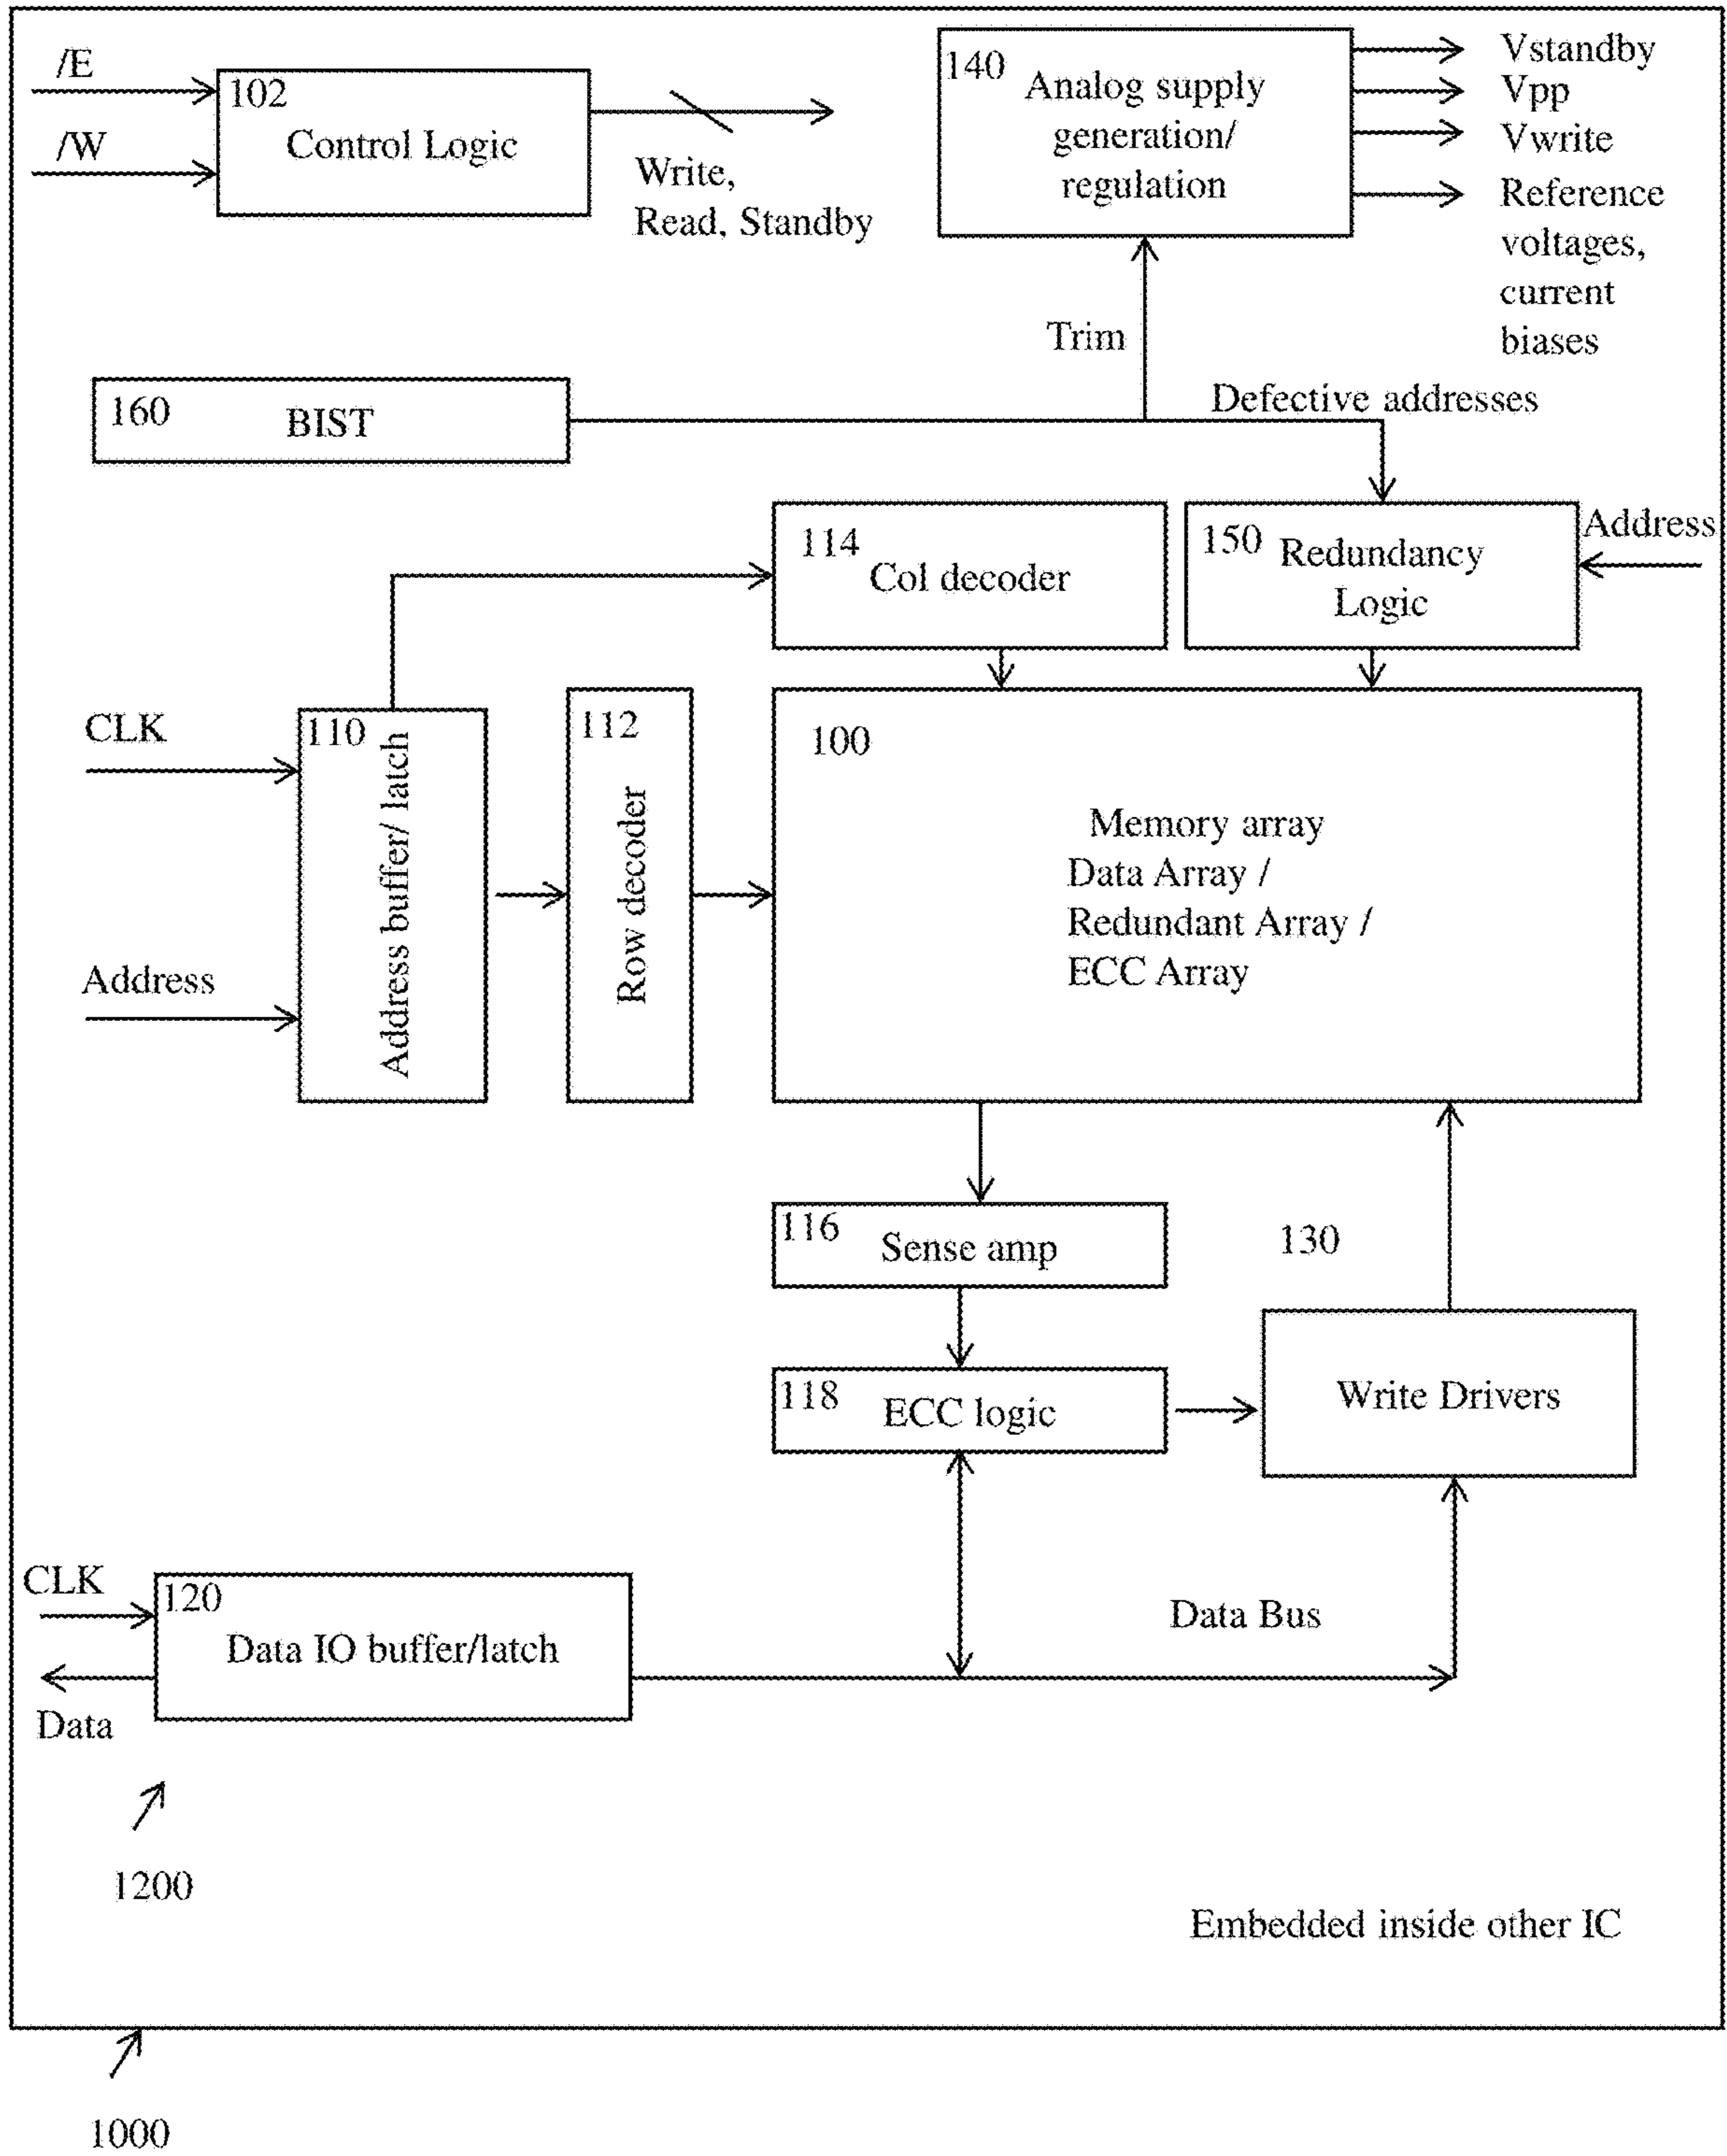 /E
/W
102
Control Logic
Write,
Read, Standby
140
Analog supply
generation/
regulation
Vstandby
Vpp
Vwrite
Reference
voltages,
current
biases
Trim
160
BIST
Defective addresses
114
Col decoder
150
Redundancy
Logic
Address
CLK
Address
110
Address buffer/ latch
112
Row decoder
100
Memory array
Data Array /
Redundant Array /
ECC Array
116
Sense amp
130
118
ECC logic
Write Drivers
CLK
120
Data IO buffer/latch
Data
Data Bus
1200
Embedded inside other IC
1000